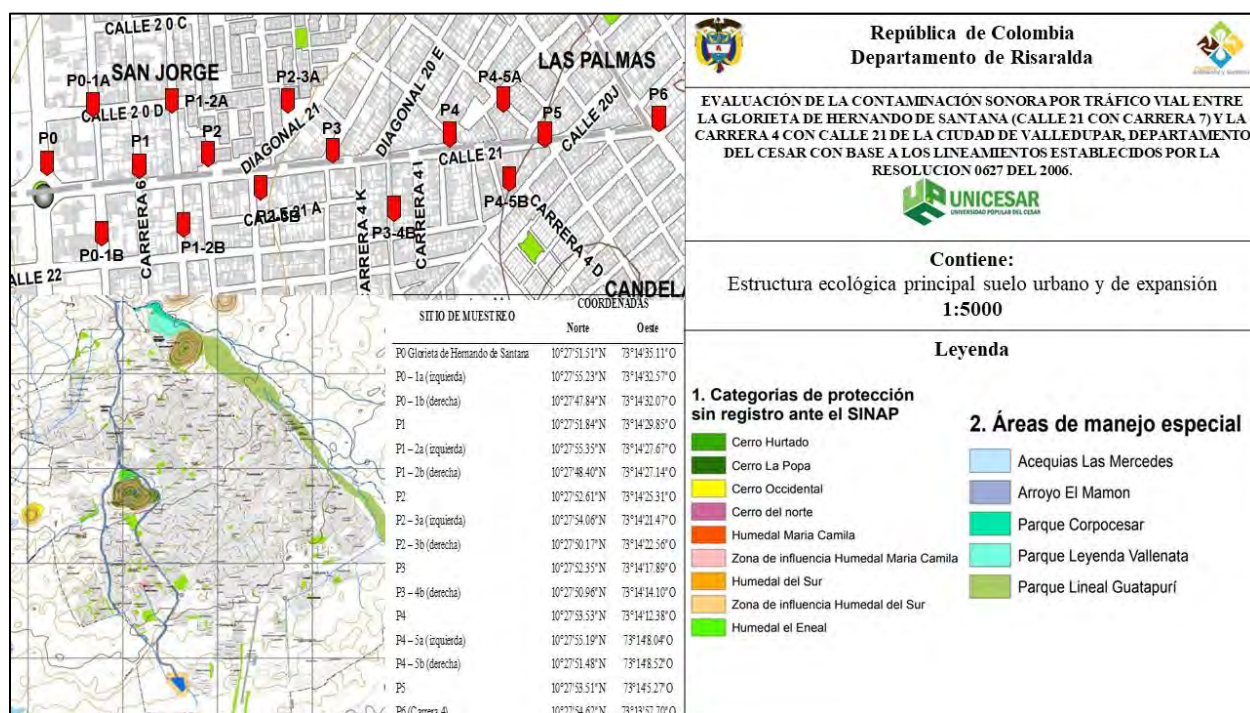 CALLE 20 C
SAN JORGE
LAS PALMAS
P0-1A
P1-2A
P2-3A
P4-5A
CALLE 20 D
DIAGONAL 21
DIAGONAL 20 E
CALLE 20J
P0
P1
P2
P3
P4
P5
P6
CALLE 21
CARRERA 6
CARRERA 4 K
CARRERA 4 I
CARRERA 4 D
P0-1B
P1-2B
P3-4B
P4-5B
CALLE 22
CANDELA
COORDENADAS
SITIO DE MUESTREO
Norte Oeste
P0 Glorieta de Hernando de Santana 10°27'51.51"N 73°14'35.11"O
P0 – 1a (izquierda) 10°27'55.23"N 73°14'32.57"O
P0 – 1b (derecha) 10°27'47.84"N 73°14'32.07"O
P1 10°27'51.84"N 73°14'29.85"O
P1 – 2a (izquierda) 10°27'55.35"N 73°14'27.67"O
P1 – 2b (derecha) 10°27'48.40"N 73°14'27.14"O
P2 10°27'52.61"N 73°14'25.31"O
P2 – 3a (izquierda) 10°27'54.06"N 73°14'21.47"O
P2 – 3b (derecha) 10°27'50.17"N 73°14'22.56"O
P3 10°27'52.35"N 73°14'17.89"O
P3 – 4b (derecha) 10°27'50.96"N 73°14'14.10"O
P4 10°27'53.53"N 73°14'12.38"O
P4 – 5a (izquierda) 10°27'55.19"N 73°14'8.04"O
P4 – 5b (derecha) 10°27'51.48"N 73°14'8.52"O
P5 10°27'53.51"N 73°14'5.27"O
P6 (Carrera 4) 10°27'54.62"N 73°13'57.70"O
República de Colombia
Departamento de Risaralda
EVALUACIÓN DE LA CONTAMINACIÓN SONORA POR TRÁFICO VIAL ENTRE
LA GLORIETA DE HERNANDO DE SANTANA (CALLE 21 CON CARRERA 7) Y LA
CARRERA 4 CON CALLE 21 DE LA CIUDAD DE VALLEDUPAR, DEPARTAMENTO
DEL CESAR CON BASE A LOS LINEAMIENTOS ESTABLECIDOS POR LA
RESOLUCION 0627 DEL 2006.
UNICESAR
UNIVERSIDAD POPULAR DEL CESAR
Contiene:
Estructura ecológica principal suelo urbano y de expansión
1:5000
Leyenda
1. Categorias de protección
sin registro ante el SINAP
Cerro Hurtado
Cerro La Popa
Cerro Occidental
Cerro del norte
Humedal Maria Camila
Zona de influencia Humedal Maria Camila
Humedal del Sur
Zona de influencia Humedal del Sur
Humedal el Eneal
2. Áreas de manejo especial
Acequias Las Mercedes
Arroyo El Mamon
Parque Corpocesar
Parque Leyenda Vallenata
Parque Lineal Guatapurí